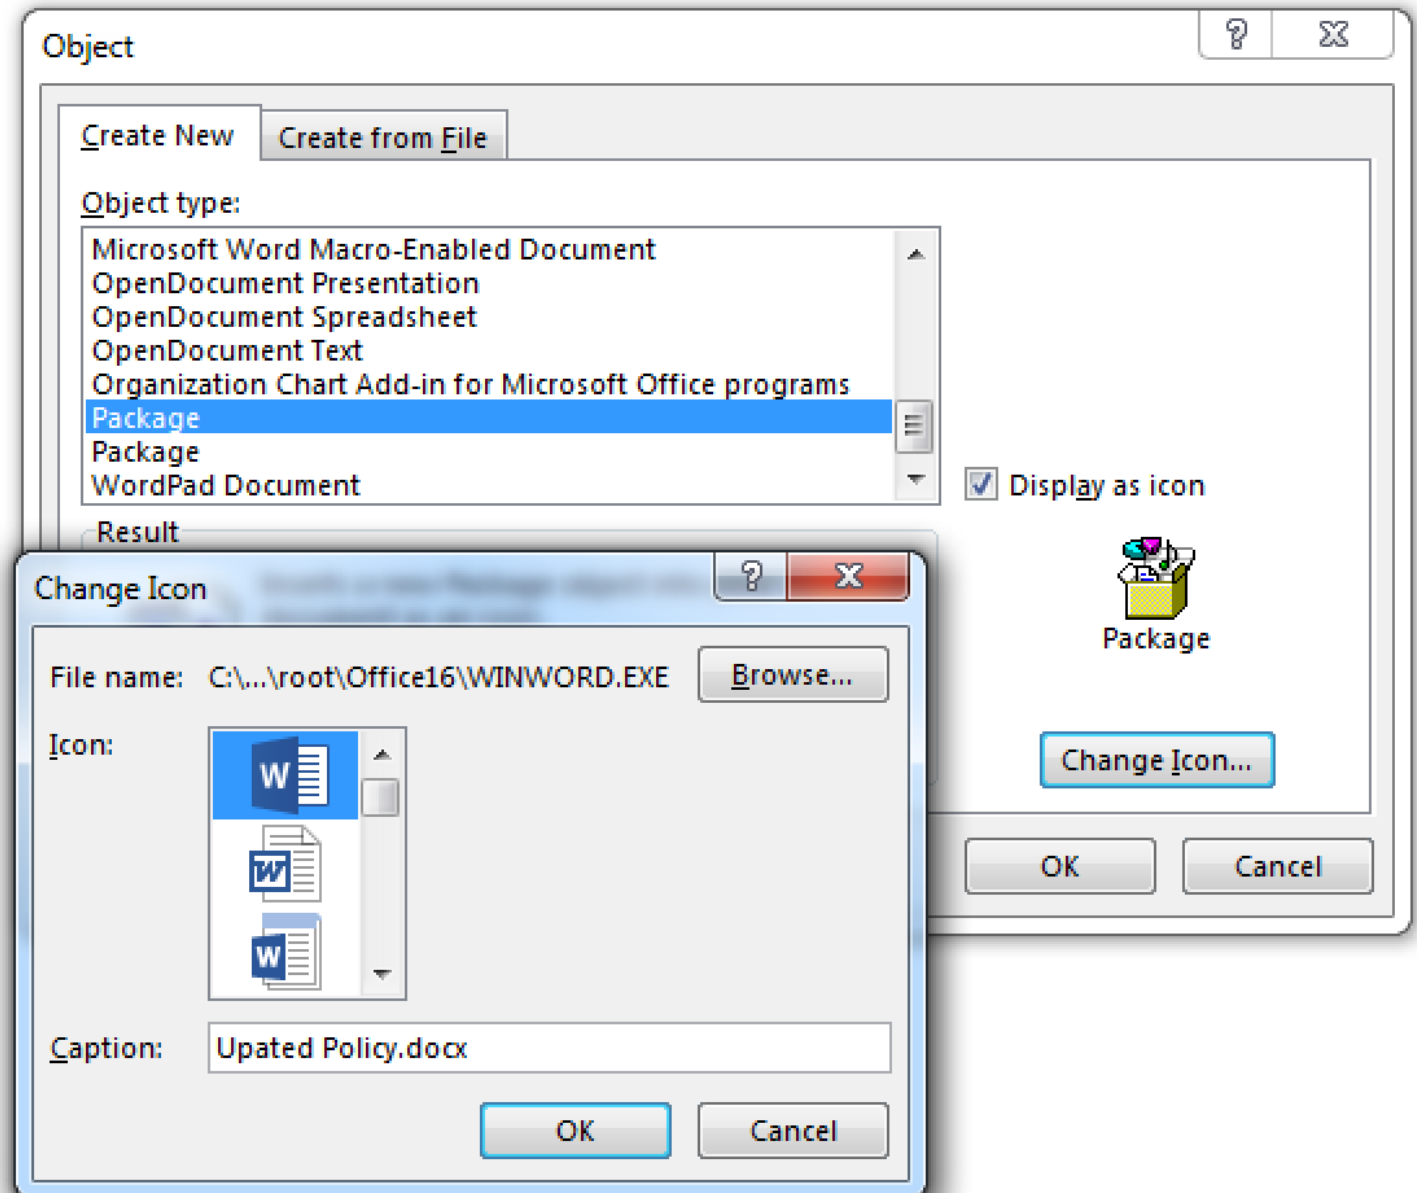 Object
Create New
Create from File
Object type:
Microsoft Word Macro-Enabled Document
OpenDocument Presentation
OpenDocument Spreadsheet
OpenDocument Text
Organization Chart Add-in for Microsoft Office programs
Package
Package
WordPad Document
Display as icon
Result
Package
Change Icon...
OK
Cancel
Change Icon
File name: C:\...\root\Office16\WINWORD.EXE
Browse...
Icon:
W
W
W
Caption: Upated Policy.docx
OK
Cancel